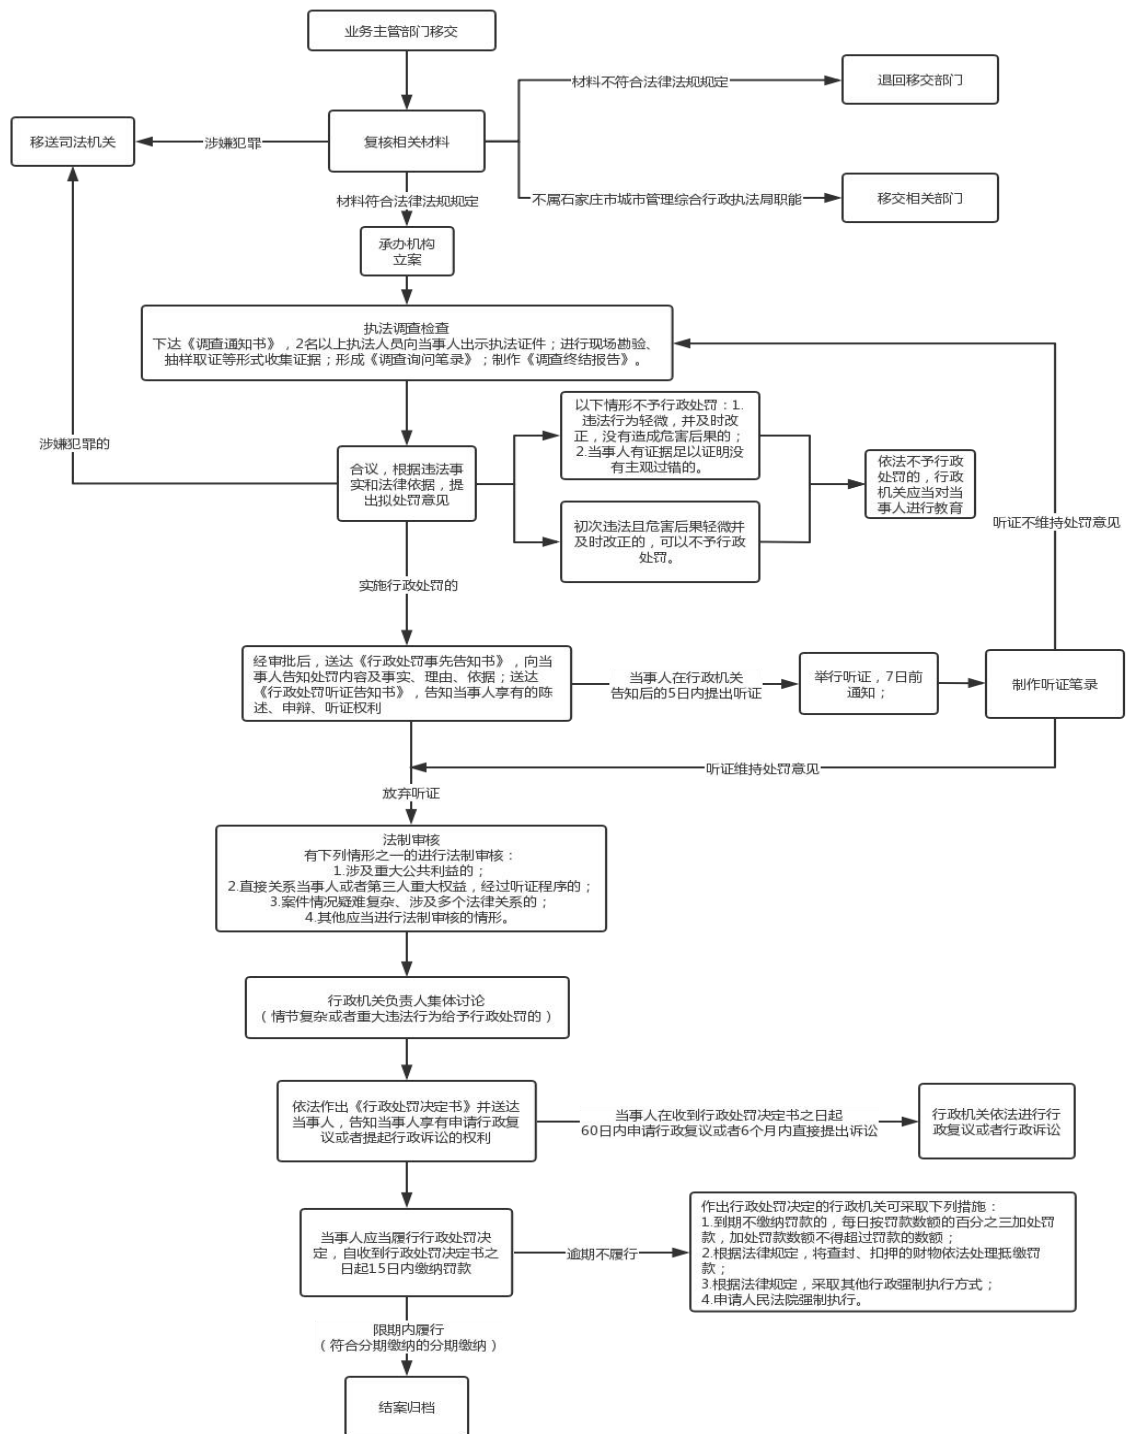 业务主管部门移交
材料不符合法律法规规定
退回移交部门
移送司法机关
涉嫌犯罪
复核相关材料
不属石家庄市城市管理综合行政执法局职能
移交相关部门
材料符合法律法规规定
承办机构
立案
执法调查检查
下达《调查通知书》，2名以上执法人员向当事人出示执法证件；进行现场勘验、
抽样取证等形式收集证据；形成《调查询问笔录》；制作《调查终结报告》。
以下情形不予行政处罚：1.
违法行为轻微，并及时改
正，没有造成危害后果的；
2.当事人有证据足以证明没
有主观过错的。
涉嫌犯罪的
合议，根据违法事
实和法律依据，提
出拟处罚意见
依法不予行政
处罚的，行政
机关应当对当
事人进行教育
初次违法且危害后果轻微并
及时改正的，可以不予行政
处罚。
听证不维持处罚意见
实施行政处罚的
经审批后，送达《行政处罚事先告知书》，向当
事人告知处罚内容及事实、理由、依据；送达
《行政处罚听证告知书》，告知当事人享有的陈
述、申辩、听证权利
当事人在行政机关
告知后的5日内提出听证
举行听证，7日前
通知；
制作听证笔录
听证维持处罚意见
放弃听证
法制审核
有下列情形之一的进行法制审核：
1.涉及重大公共利益的；
2.直接关系当事人或者第三人重大权益，经过听证程序的；
3.案件情况疑难复杂、涉及多个法律关系的；
4.其他应当进行法制审核的情形。
行政机关负责人集体讨论
（情节复杂或者重大违法行为给予行政处罚的）
依法作出《行政处罚决定书》并送达
当事人，告知当事人享有申请行政复
议或者提起行政诉讼的权利
当事人在收到行政处罚决定书之日起
60日内申请行政复议或者6个月内直接提出诉讼
行政机关依法进行行
政复议或者行政诉讼
当事人应当履行行政处罚决
定，自收到行政处罚决定书之
日起15日内缴纳罚款
逾期不履行
作出行政处罚决定的行政机关可采取下列措施：
1.到期不缴纳罚款的，每日按罚款数额的百分之三加处罚
款，加处罚款数额不得超过罚款的数额；
2.根据法律规定，将查封、扣押的财物依法处理抵缴罚
款；
3.根据法律规定，采取其他行政强制执行方式；
4.申请人民法院强制执行。
限期内履行
（符合分期缴纳的分期缴纳）
结案归档